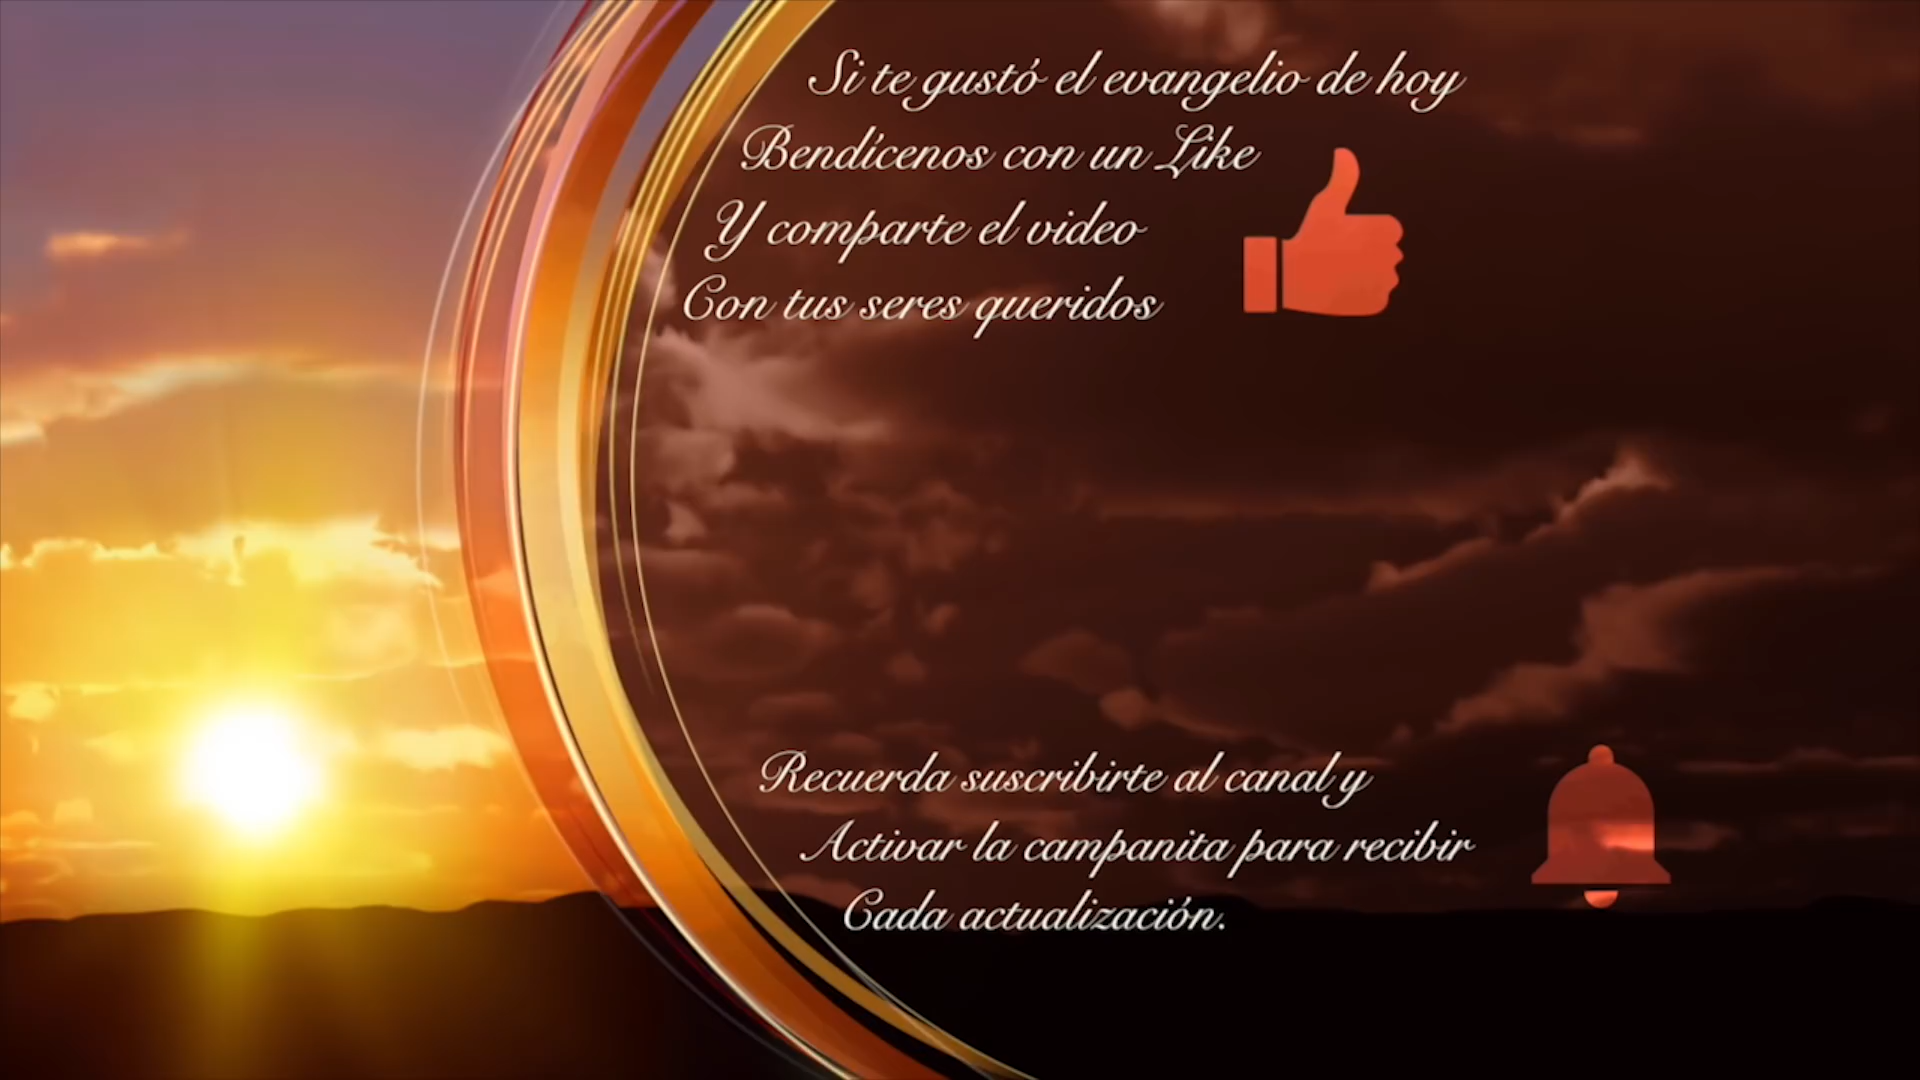 Si te gustó el evangelio de hoy
Bendícenos con un Like
Y comparte el video
Con tus seres queridos
Recuerda suscribirte al canal y
Activar la campanita para recibir
Cada actualización.